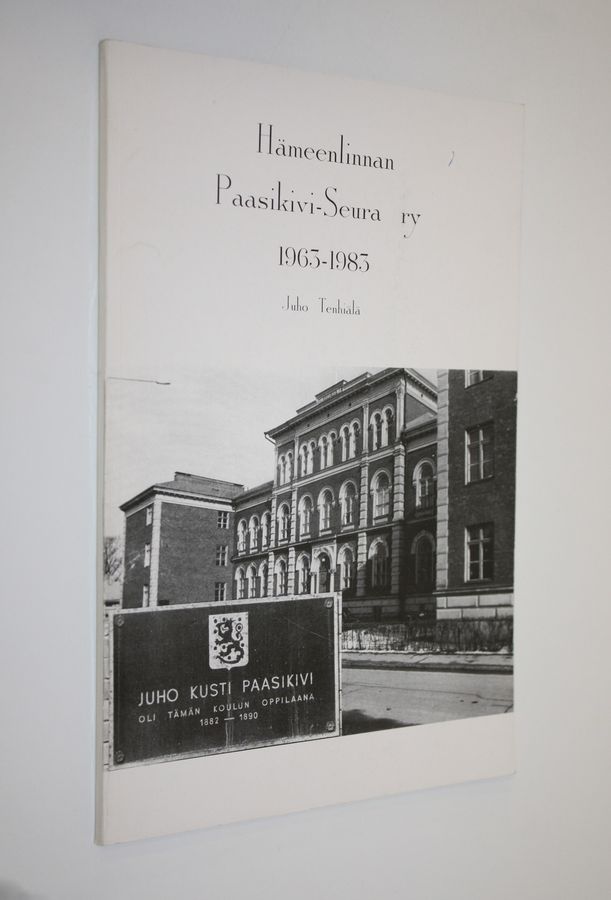 Hämeenlinnan
Paasikivi-Seura ry
1963-1983
Juho Tenhiälä
JUHO KUSTI PAASIKIVI
OLI TÄMÄN KOULUN OPPILAANA
1882 — 1890